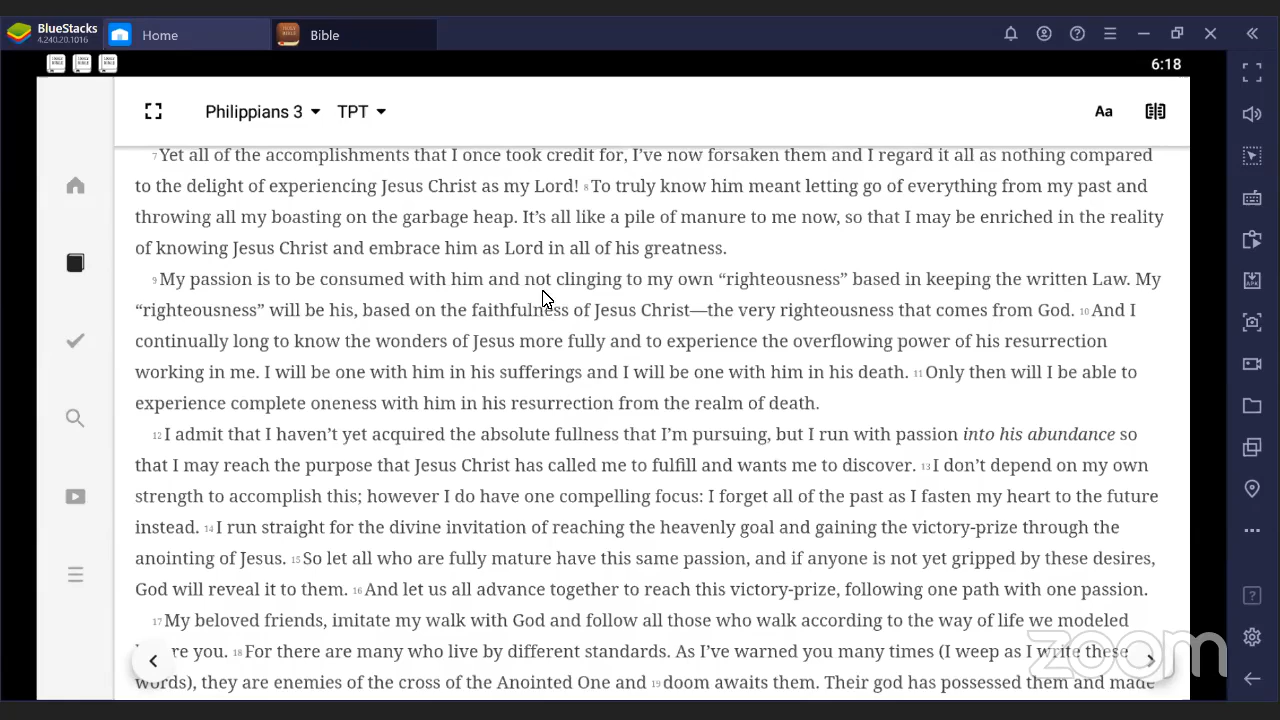 BlueStacks
4.240.20.1016
Home
Bible
6:18
Philippians 3
TPT
Aa
7 Yet all of the accomplishments that I once took credit for, I’ve now forsaken them and I regard it all as nothing compared
to the delight of experiencing Jesus Christ as my Lord! 8 To truly know him meant letting go of everything from my past and
throwing all my boasting on the garbage heap. It’s all like a pile of manure to me now, so that I may be enriched in the reality
of knowing Jesus Christ and embrace him as Lord in all of his greatness.
9 My passion is to be consumed with him and not clinging to my own “righteousness” based in keeping the written Law. My
“righteousness” will be his, based on the faithfulness of Jesus Christ—the very righteousness that comes from God. 10 And I
continually long to know the wonders of Jesus more fully and to experience the overflowing power of his resurrection
working in me. I will be one with him in his sufferings and I will be one with him in his death. 11 Only then will I be able to
experience complete oneness with him in his resurrection from the realm of death.
12 I admit that I haven’t yet acquired the absolute fullness that I’m pursuing, but I run with passion into his abundance so
that I may reach the purpose that Jesus Christ has called me to fulfill and wants me to discover. 13 I don’t depend on my own
strength to accomplish this; however I do have one compelling focus: I forget all of the past as I fasten my heart to the future
instead. 14 I run straight for the divine invitation of reaching the heavenly goal and gaining the victory-prize through the
anointing of Jesus. 15 So let all who are fully mature have this same passion, and if anyone is not yet gripped by these desires,
God will reveal it to them. 16 And let us all advance together to reach this victory-prize, following one path with one passion.
17 My beloved friends, imitate my walk with God and follow all those who walk according to the way of life we modeled
you. 18 For there are many who live by different standards. As I’ve warned you many times (I weep as I write these
words), they are enemies of the cross of the Anointed One and 19 doom awaits them. Their god has possessed them and made
zoom